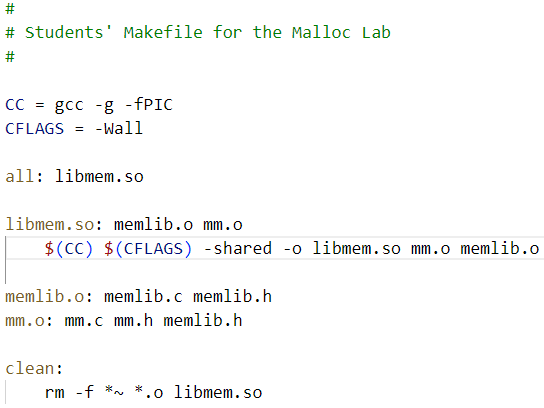 #
# Students' Makefile for the Malloc Lab
#
CC = gcc -g -fPIC
CFLAGS = -Wall
all: libmem.so
libmem.so: memlib.o mm.o
$(CC) $(CFLAGS) -shared -o libmem.so mm.o memlib.o
memlib.o: memlib.c memlib.h
mm.o: mm.c mm.h memlib.h
clean:
rm -f *~ *.o libmem.so